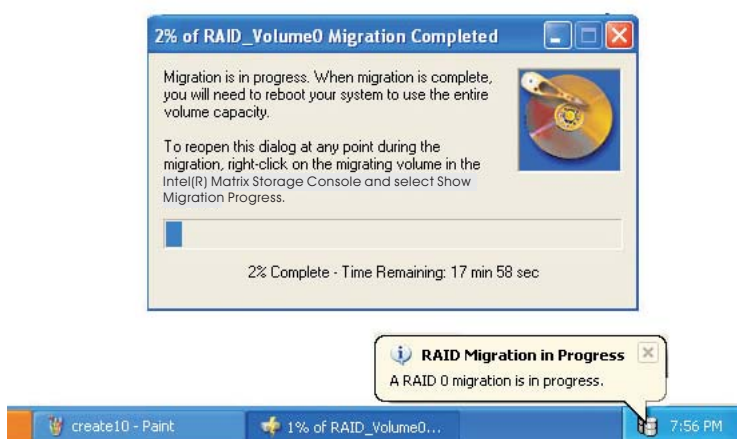 2% of RAID_Volume0 Migration Completed
Migration is in progress. When migration is complete,
you will need to reboot your system to use the entire
volume capacity.
To reopen this dialog at any point during the
migration, right-click on the migrating volume in the
Intel(R) Matrix Storage Console and select Show
Migration Progress.
2% Complete - Time Remaining: 17 min 58 sec
RAID Migration in Progress
A RAID 0 migration is in progress.
create10 - Paint
1% of RAID_Volume0...
7:56 PM